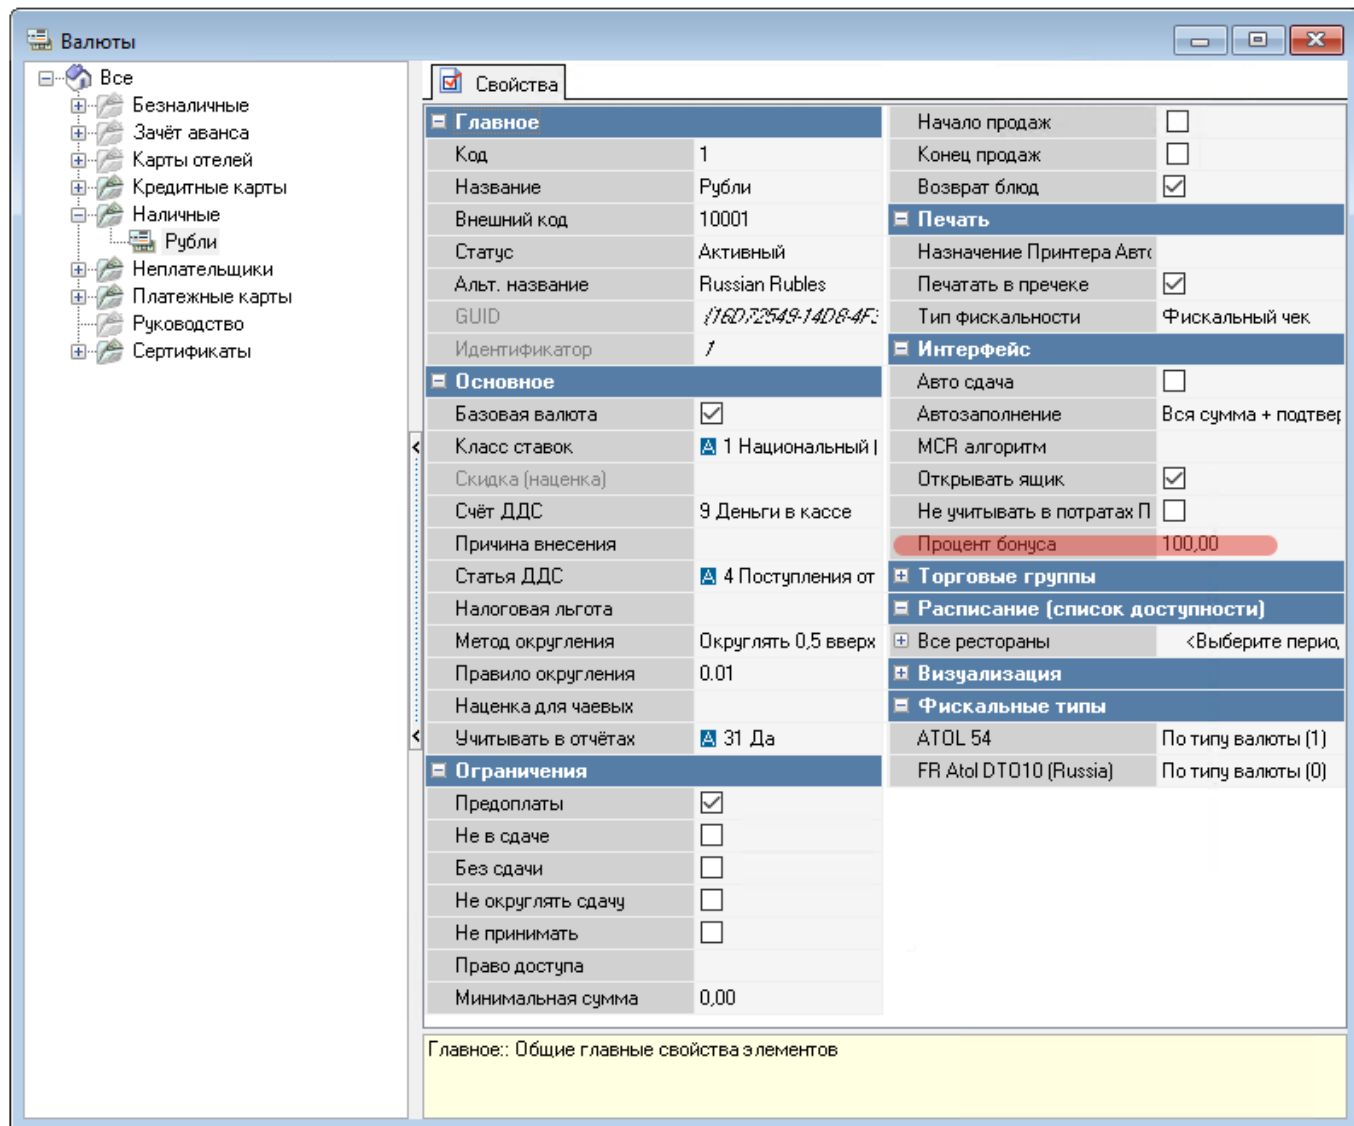 Валюты
Все
Безналичные
Зачёт аванса
Карты отелей
Кредитные карты
Наличные
Рубли
Неплательщики
Платежные карты
Руководство
Сертификаты
Свойства
Главное
Код 1
Название Рубли
Внешний код 10001
Статус Активный
Альт. название Russian Rubles
GUID {16D72549-14D8-4F3
Идентификатор 1
Основное
Базовая валюта
Класс ставок A 1 Национальный (
Скидка (наценка)
Счёт ДДС 9 Деньги в кассе
Причина внесения
Статья ДДС A 4 Поступления от
Налоговая льгота
Метод округления Округлять 0,5 вверх
Правило округления 0.01
Наценка для чаевых
Учитывать в отчётах A 31 Да
Ограничения
Предоплаты
Не в сдаче
Без сдачи
Не округлять сдачу
Не принимать
Право доступа
Минимальная сумма 0,00
Начало продаж
Конец продаж
Возврат блюд
Печать
Назначение Принтера Авто
Печатать в пречеке
Тип фискальности Фискальный чек
Интерфейс
Авто сдача
Автозаполнение Вся сумма + подтвер
MCR алгоритм
Открывать ящик
Не учитывать в потратах П
Процент бонуса 100,00
Торговые группы
Расписание (список доступности)
Все рестораны <Выберите перио
Визуализация
Фискальные типы
ATOL 54 По типу валюты (1)
FR Atol DTO10 (Russia) По типу валюты (0)
Главное:: Общие главные свойства элементов